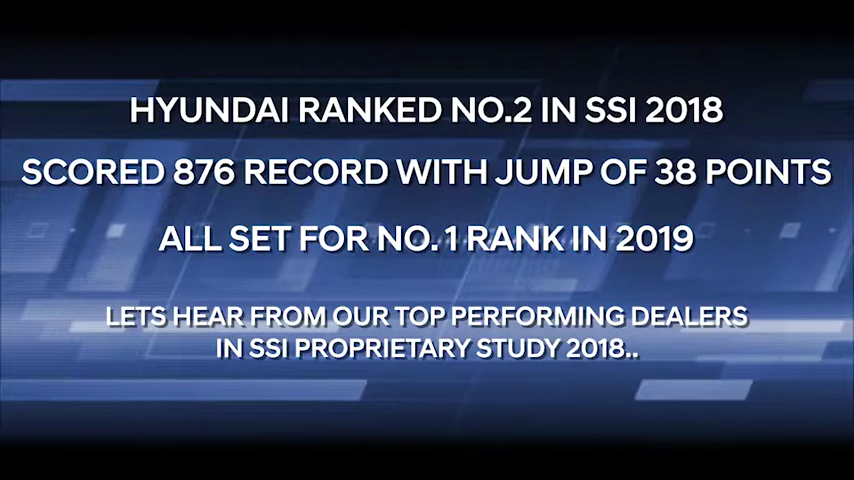 HYUNDAI RANKED NO.2 IN SSI 2018
SCORED 876 RECORD WITH JUMP OF 38 POINTS
ALL SET FOR NO. 1 RANK IN 2019
LETS HEAR FROM OUR TOP PERFORMING DEALERS
IN SSI PROPRIETARY STUDY 2018..